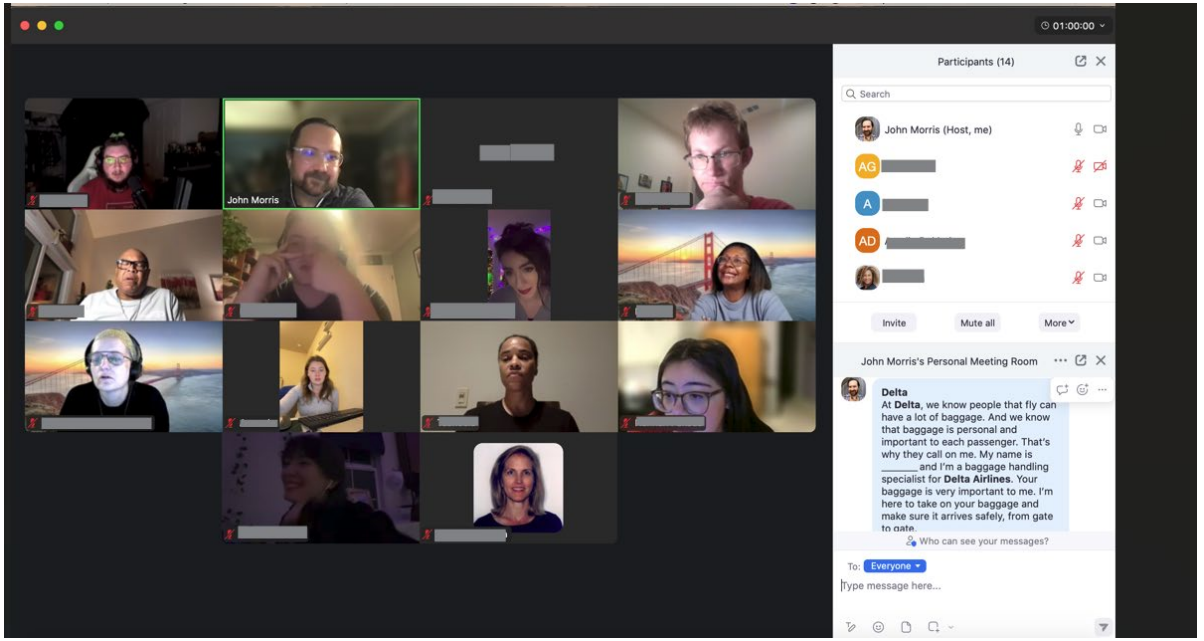 01:00:00
Participants (14)
Search
John Morris (Host, me)
AG
A
AD
Invite
Mute all
More
John Morris's Personal Meeting Room
Delta
At Delta, we know people that fly can
have a lot of baggage. And we know
that baggage is personal and
important to each passenger. That's
why they call on me. My name is
______ and I'm a baggage handling
specialist for Delta Airlines. Your
baggage is very important to me. I'm
here to take on your baggage and
make sure it arrives safely, from gate
to gate.
Who can see your messages?
To: Everyone
Type message here...
John Morris